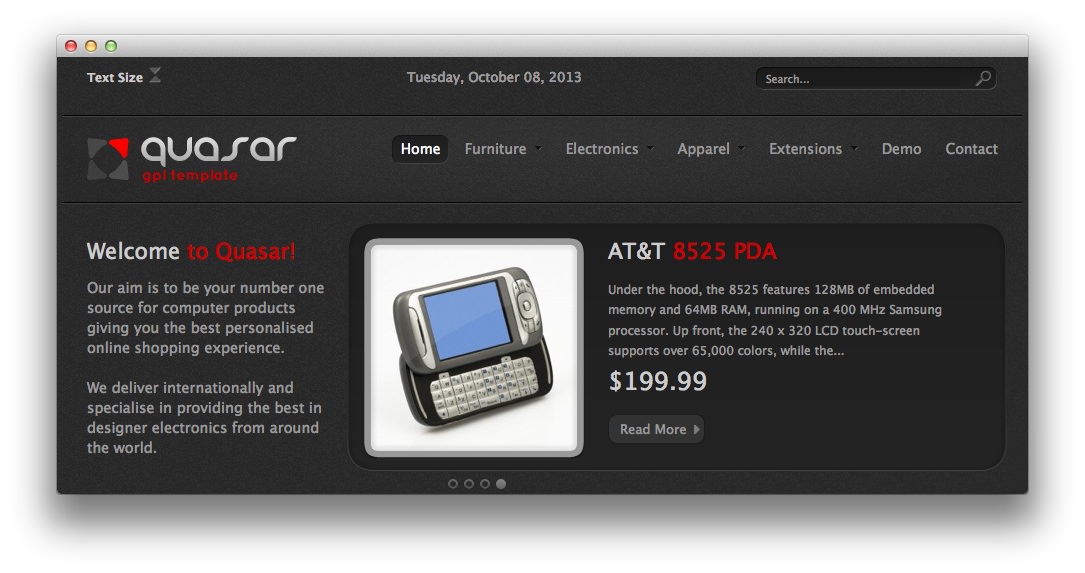 Text Size
Tuesday, October 08, 2013
Search...
quasar
gpl template
Home Furniture Electronics Apparel Extensions Demo Contact
Welcome to Quasar!
Our aim is to be your number one
source for computer products
giving you the best personalised
online shopping experience.
We deliver internationally and
specialise in providing the best in
designer electronics from around
the world.
AT&T 8525 PDA
Under the hood, the 8525 features 128MB of embedded
memory and 64MB RAM, running on a 400 MHz Samsung
processor. Up front, the 240 x 320 LCD touch-screen
supports over 65,000 colors, while the...
$199.99
Read More